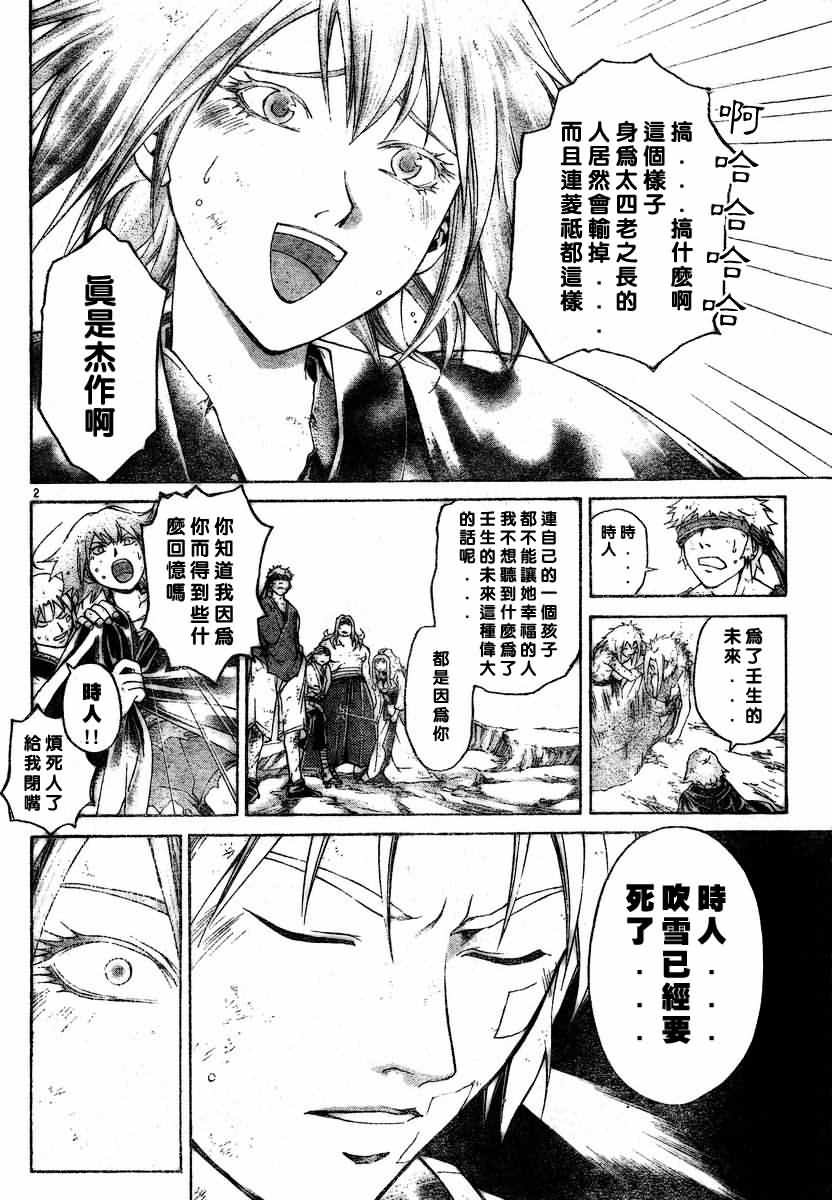 啊哈哈哈哈哈
搞...搞什麼啊
這個樣子
身爲太四老之長的
人居然會輸掉...
而且連菱祇都這樣
眞是杰作啊
2
時...
時人
爲了壬生的
未來...
連自己的一個孩子
都不能讓她幸福的人
我不想聽到什麼爲了
壬生的未來這種偉大
的話呢...
都是因爲你
你知道我因爲
你而得到些什
麼回憶嗎
時人!!
煩死人了
給我閉嘴
時人...
吹雪已經要
死了...